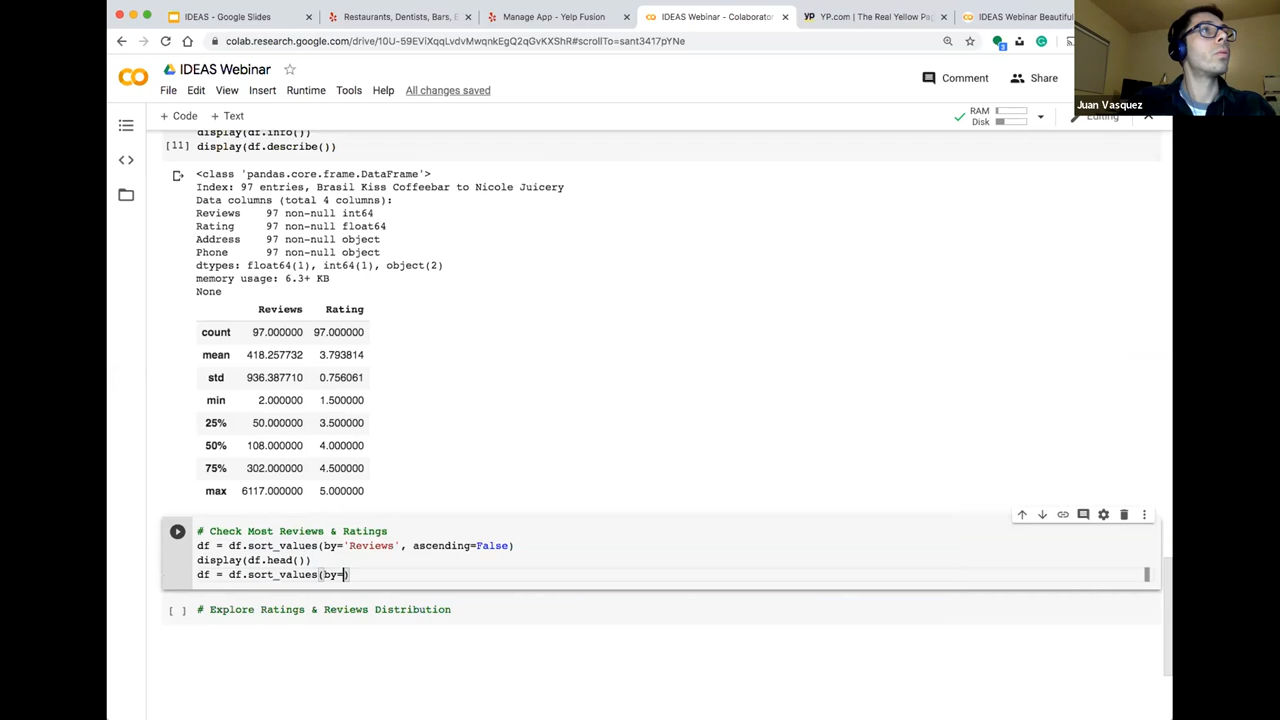 IDEAS - Google Slides
Restaurants, Dentists, Bars, E
Manage App - Yelp Fusion
IDEAS Webinar - Colaborator
YP.com | The Real Yellow Pag
IDEAS Webinar Beautiful
colab.research.google.com/drive/10U-59EViXqqLvdvMwqnkEgQ2qGvKXShR#scrollTo=sant3417pYNe
IDEAS Webinar
Comment
Share
File Edit View Insert Runtime Tools Help All changes saved
Juan Vasquez
+ Code + Text
RAM
Disk
Editing
display(df.info())
[11] display(df.describe())
<class 'pandas.core.frame.DataFrame'>
Index: 97 entries, Brasil Kiss Coffeebar to Nicole Juicery
Data columns (total 4 columns):
Reviews 97 non-null int64
Rating 97 non-null float64
Address 97 non-null object
Phone 97 non-null object
dtypes: float64(1), int64(1), object(2)
memory usage: 6.3+ KB
None
Reviews Rating
count 97.000000 97.000000
mean 418.257732 3.793814
std 936.387710 0.756061
min 2.000000 1.500000
25% 50.000000 3.500000
50% 108.000000 4.000000
75% 302.000000 4.500000
max 6117.000000 5.000000
# Check Most Reviews & Ratings
df = df.sort_values(by='Reviews', ascending=False)
display(df.head())
df = df.sort_values(by=)
[ ] # Explore Ratings & Reviews Distribution